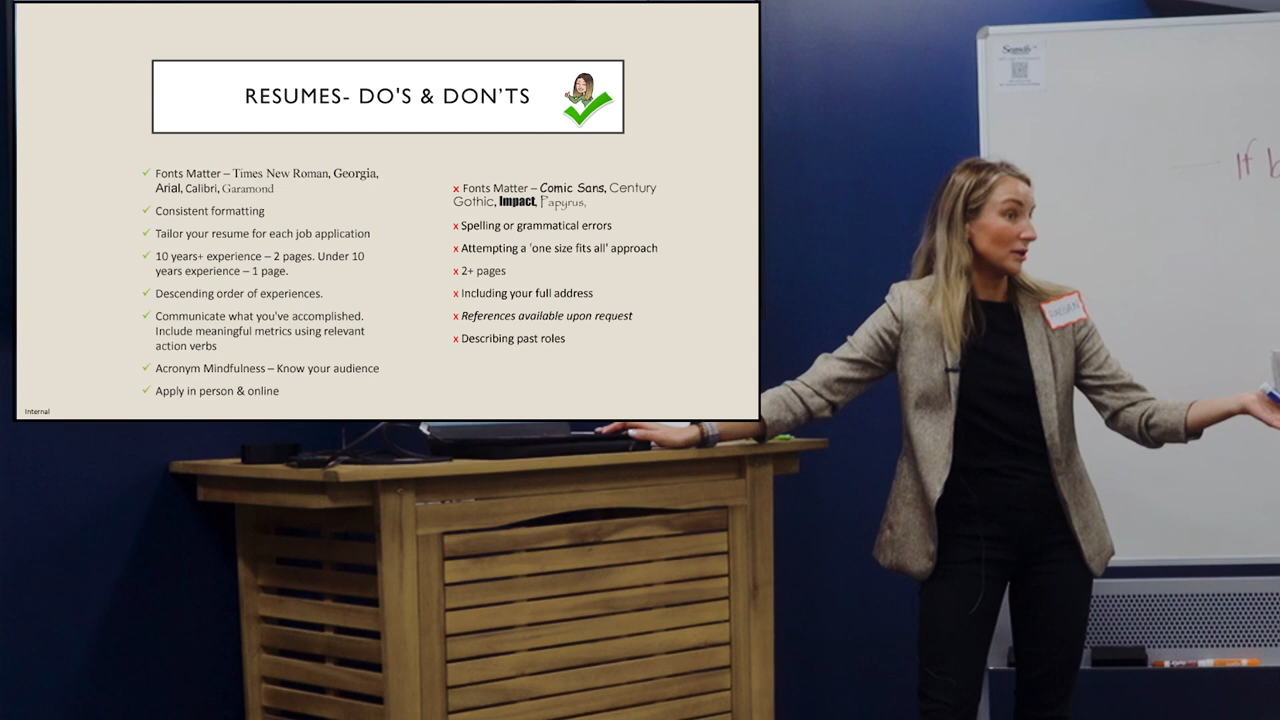 RESUMES- DO'S & DON'TS
Fonts Matter – Times New Roman, Georgia,
Arial, Calibri, Garamond
Consistent formatting
Tailor your resume for each job application
10 years+ experience – 2 pages. Under 10
years experience – 1 page.
Descending order of experiences.
Communicate what you've accomplished.
Include meaningful metrics using relevant
action verbs
Acronym Mindfulness – Know your audience
Apply in person & online
x Fonts Matter – Comic Sans, Century
Gothic, Impact, Papyrus,
x Spelling or grammatical errors
x Attempting a 'one size fits all' approach
x 2+ pages
x Including your full address
x References available upon request
x Describing past roles
Internal
If